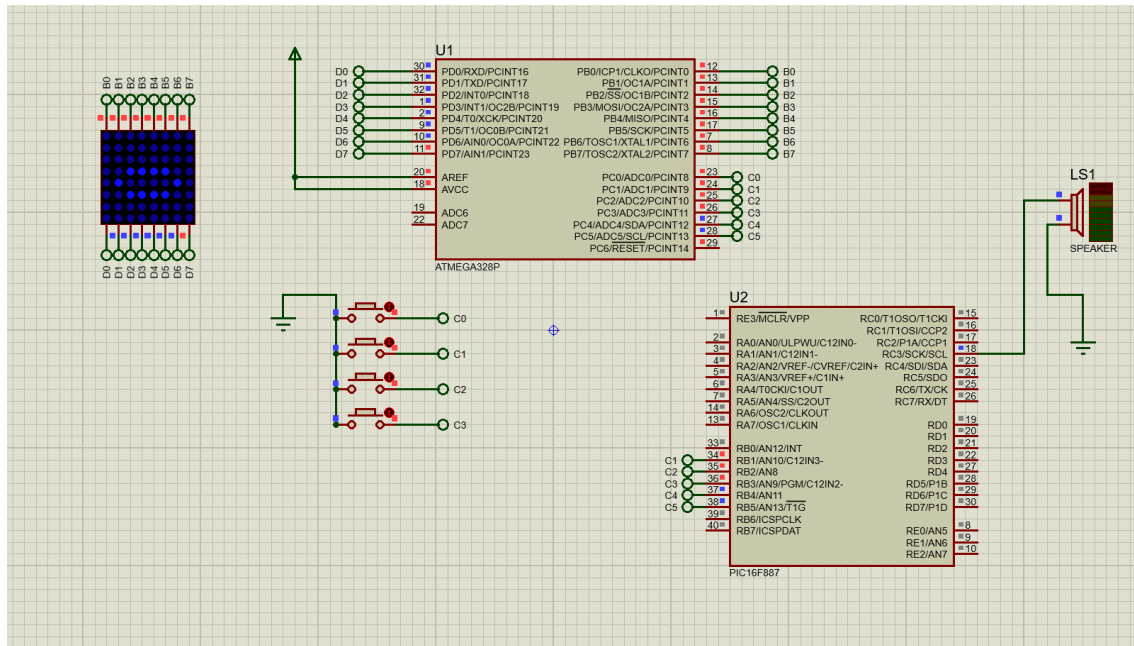 B0 B1 B2 B3 B4 B5 B6 B7
D0 D1 D2 D3 D4 D5 D6 D7
U1
D0 30 PD0/RXD/PCINT16 PB0/ICP1/CLKO/PCINT0 12 B0
D1 31 PD1/TXD/PCINT17 PB1/OC1A/PCINT1 13 B1
D2 32 PD2/INT0/PCINT18 PB2/SS/OC1B/PCINT2 14 B2
D3 1 PD3/INT1/OC2B/PCINT19 PB3/MOSI/OC2A/PCINT3 15 B3
D4 2 PD4/T0/XCK/PCINT20 PB4/MISO/PCINT4 16 B4
D5 9 PD5/T1/OC0B/PCINT21 PB5/SCK/PCINT5 17 B5
D6 10 PD6/AIN0/OC0A/PCINT22 PB6/TOSC1/XTAL1/PCINT6 7 B6
D7 11 PD7/AIN1/PCINT23 PB7/TOSC2/XTAL2/PCINT7 8 B7
20 AREF PC0/ADC0/PCINT8 23 C0
18 AVCC PC1/ADC1/PCINT9 24 C1
PC2/ADC2/PCINT10 25 C2
19 ADC6 PC3/ADC3/PCINT11 26 C3
22 ADC7 PC4/ADC4/SDA/PCINT12 27 C4
PC5/ADC5/SCL/PCINT13 28 C5
PC6/RESET/PCINT14 29
ATMEGA328P
C0
C1
C2
C3
LS1
SPEAKER
U2
1 RE3/MCLR/VPP RC0/T1OSO/T1CKI 15
RC1/T1OSI/CCP2 16
2 RA0/AN0/ULPWU/C12IN0- RC2/P1A/CCP1 17
3 RA1/AN1/C12IN1- RC3/SCK/SCL 18
4 RA2/AN2/VREF-/CVREF/C2IN+ RC4/SDI/SDA 23
5 RA3/AN3/VREF+/C1IN+ RC5/SDO 24
6 RA4/T0CKI/C1OUT RC6/TX/CK 25
7 RA5/AN4/SS/C2OUT RC7/RX/DT 26
14 RA6/OSC2/CLKOUT
13 RA7/OSC1/CLKIN RD0 19
RD1 20
33 RB0/AN12/INT RD2 21
C1 34 RB1/AN10/C12IN3- RD3 22
C2 35 RB2/AN8 RD4 27
C3 36 RB3/AN9/PGM/C12IN2- RD5/P1B 28
C4 37 RB4/AN11 RD6/P1C 29
C5 38 RB5/AN13/T1G RD7/P1D 30
39 RB6/ICSPCLK
40 RB7/ICSPDAT RE0/AN5 8
RE1/AN6 9
RE2/AN7 10
PIC16F887